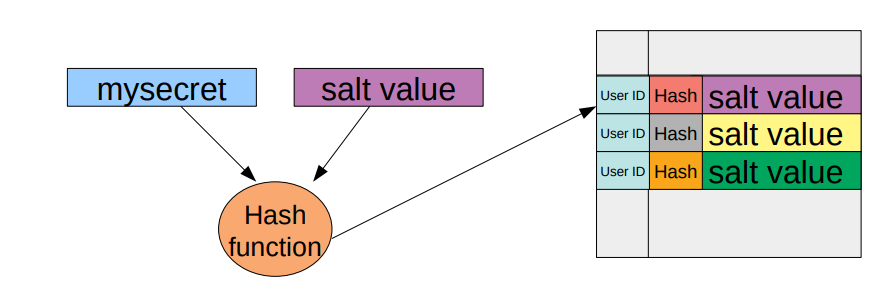 mysecret
salt value
Hash
function
User ID Hash salt value
User ID Hash salt value
User ID Hash salt value